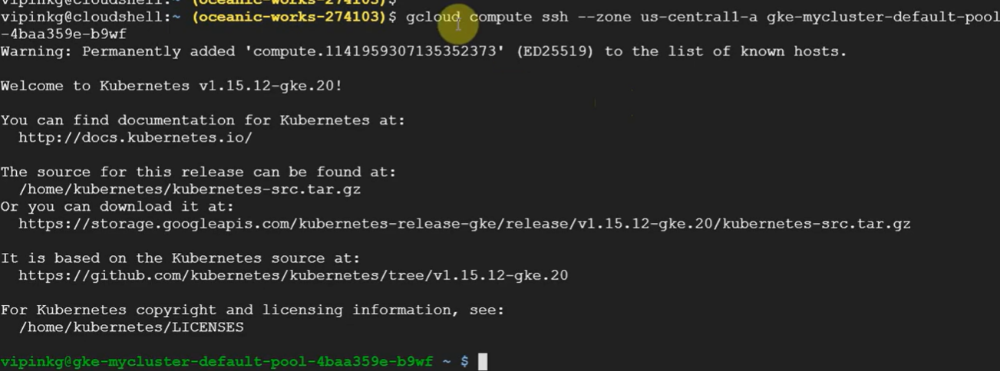 vipinkg@cloudshell:~ (oceanic-works-274103)$
vipinkg@cloudshell:~ (oceanic-works-274103)$ gcloud compute ssh --zone us-central1-a gke-mycluster-default-pool
-4baa359e-b9wf
Warning: Permanently added 'compute.1141959307135352373' (ED25519) to the list of known hosts.
Welcome to Kubernetes v1.15.12-gke.20!
You can find documentation for Kubernetes at:
http://docs.kubernetes.io/
The source for this release can be found at:
/home/kubernetes/kubernetes-src.tar.gz
Or you can download it at:
https://storage.googleapis.com/kubernetes-release-gke/release/v1.15.12-gke.20/kubernetes-src.tar.gz
It is based on the Kubernetes source at:
https://github.com/kubernetes/kubernetes/tree/v1.15.12-gke.20
For Kubernetes copyright and licensing information, see:
/home/kubernetes/LICENSES
vipinkg@gke-mycluster-default-pool-4baa359e-b9wf ~ $